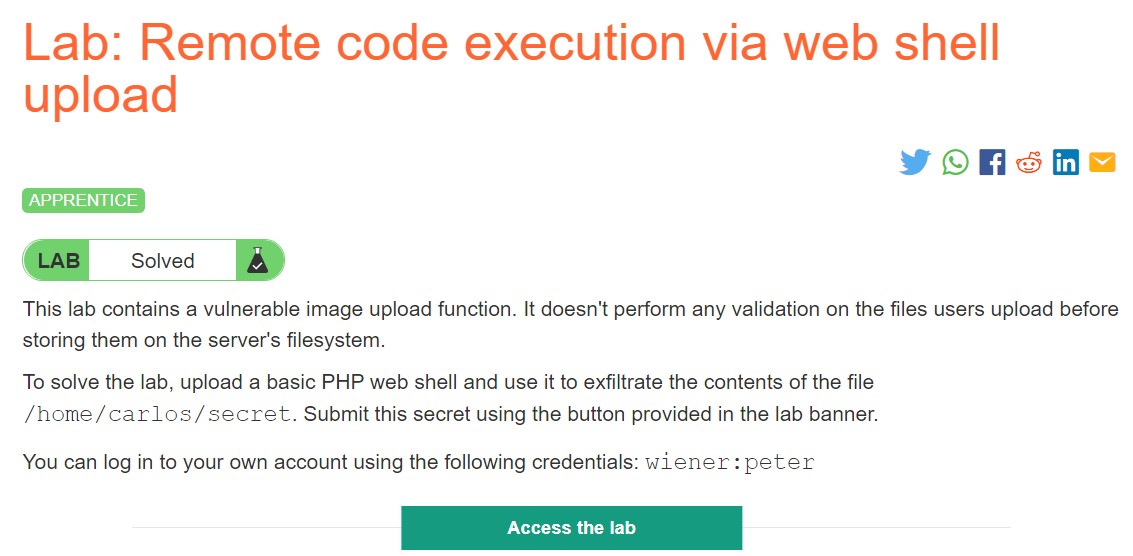 Lab: Remote code execution via web shell
upload
APPRENTICE
LAB Solved
This lab contains a vulnerable image upload function. It doesn't perform any validation on the files users upload before
storing them on the server's filesystem.
To solve the lab, upload a basic PHP web shell and use it to exfiltrate the contents of the file
/home/carlos/secret. Submit this secret using the button provided in the lab banner.
You can log in to your own account using the following credentials: wiener:peter
Access the lab